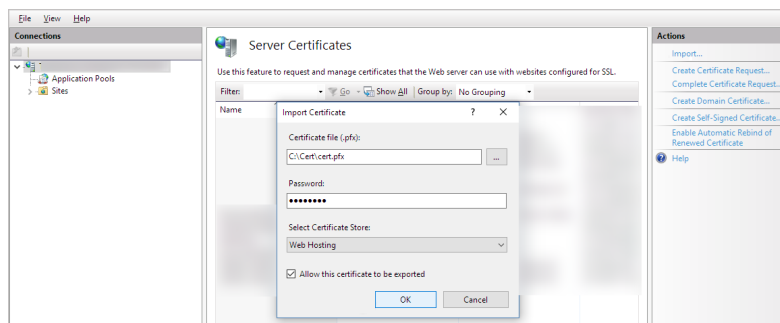 File View Help
Connections
Application Pools
Sites
Server Certificates
Use this feature to request and manage certificates that the Web server can use with websites configured for SSL.
Filter: Go Show All Group by: No Grouping
Name
Import Certificate ? X
Certificate file (.pfx):
C:\Cert\cert.pfx
...
Password:
●●●●●●●●
Select Certificate Store:
Web Hosting
Allow this certificate to be exported
OK Cancel
Actions
Import...
Create Certificate Request...
Complete Certificate Request...
Create Domain Certificate...
Create Self-Signed Certificate...
Enable Automatic Rebind of
Renewed Certificate
Help